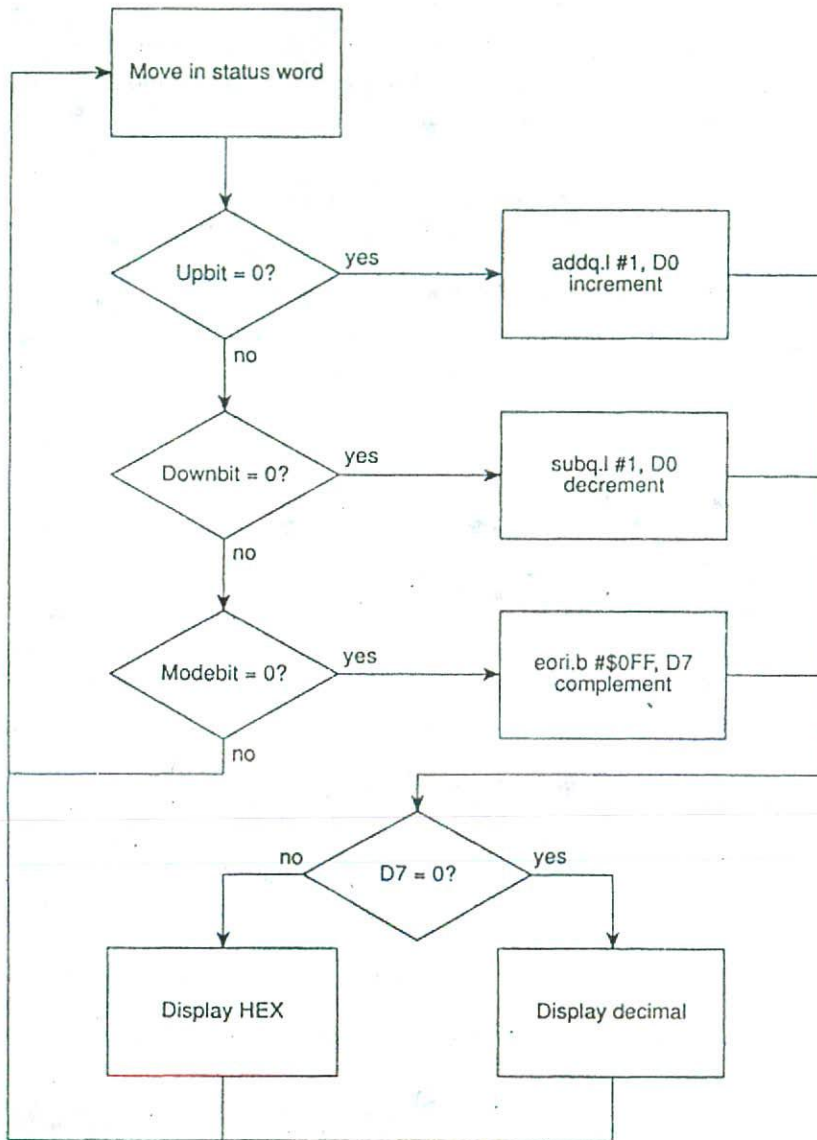 Move in status word
Upbit = 0?
yes
addq.l #1, D0
increment
no
Downbit = 0?
yes
subq.l #1, D0
decrement
no
Modebit = 0?
yes
eori.b #$0FF, D7
complement
no
no
D7 = 0?
yes
Display HEX
Display decimal